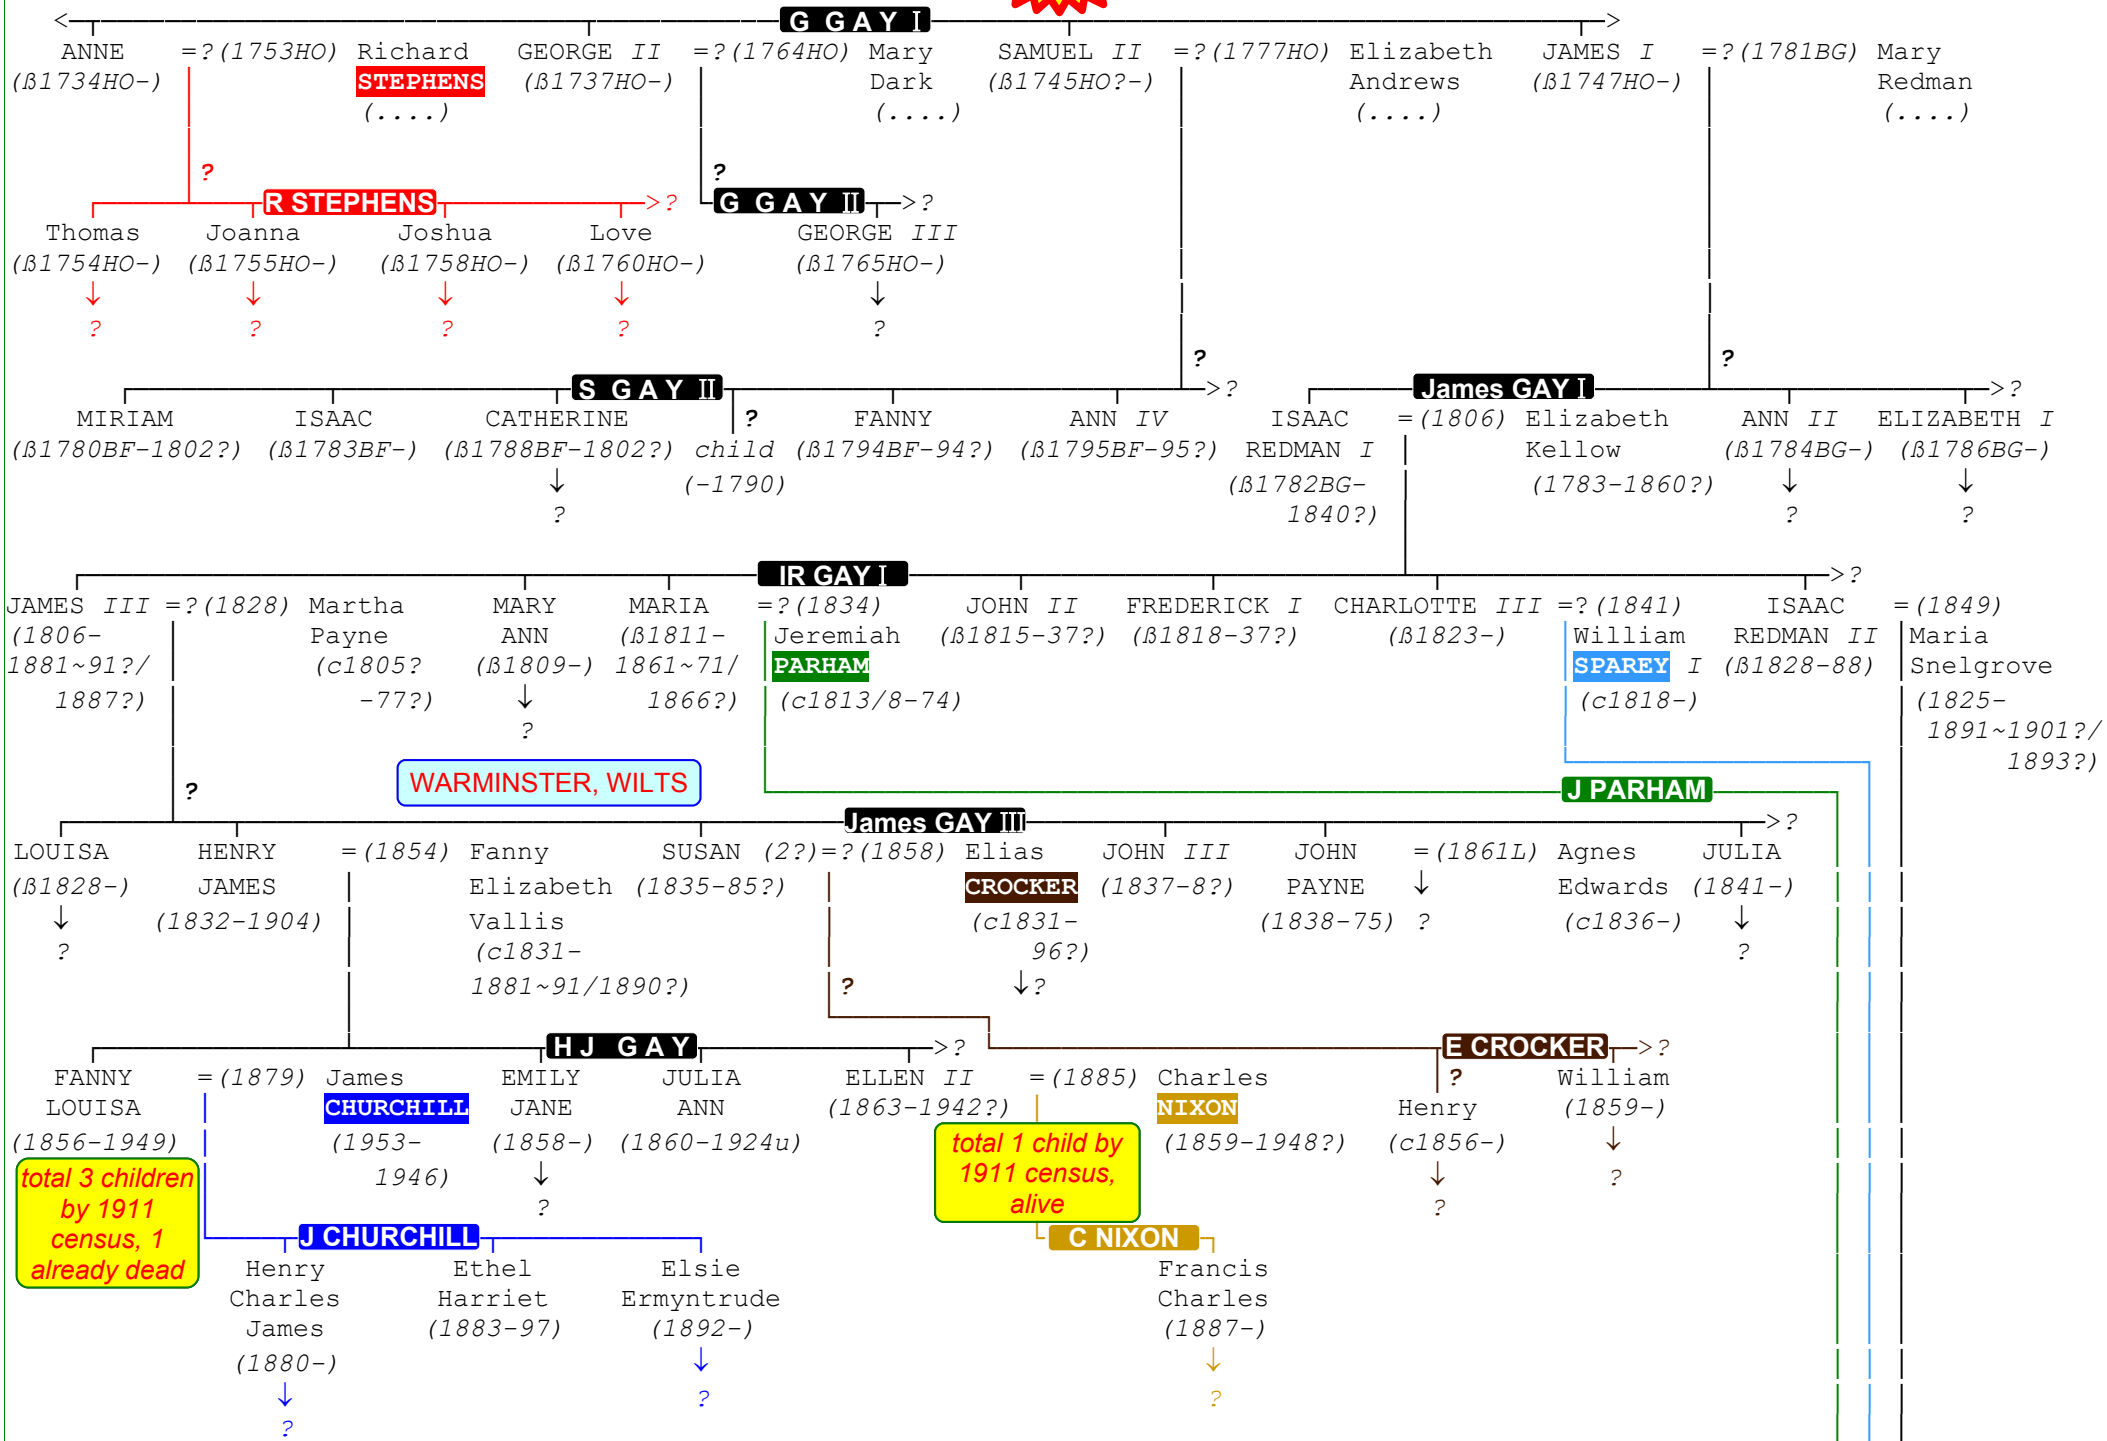 < G GAY I >
ANNE =?(1753HO) Richard GEORGE II =?(1764HO) Mary SAMUEL II =?(1777HO) Elizabeth JAMES I =?(1781BG) Mary
(ß1734HO-) STEPHENS (ß1737HO-) Dark (ß1745HO?-) Andrews (ß1747HO-) Redman
(....) (....) (....) (....)
? ?
R STEPHENS >? G GAY II >?
Thomas Joanna Joshua Love GEORGE III
(ß1754HO-) (ß1755HO-) (ß1758HO-) (ß1760HO-) (ß1765HO-)
↓ ↓ ↓ ↓ ↓
? ? ? ? ?
? ?
S GAY II >? James GAY I >?
MIRIAM ISAAC CATHERINE ? FANNY ANN IV ISAAC =(1806) Elizabeth ANN II ELIZABETH I
(ß1780BF-1802?) (ß1783BF-) (ß1788BF-1802?) child (ß1794BF-94?) (ß1795BF-95?) REDMAN I Kellow (ß1784BG-) (ß1786BG-)
↓ (-1790) (ß1782BG- (1783-1860?) ↓ ↓
? 1840?) ? ?
IR GAY I >?
JAMES III =?(1828) Martha MARY MARIA =?(1834) JOHN II FREDERICK I CHARLOTTE III =?(1841) ISAAC =(1849)
(1806- Payne ANN (ß1811- Jeremiah (ß1815-37?) (ß1818-37?) (ß1823-) William REDMAN II Maria
1881~91?/ (c1805? (ß1809-) 1861~71/ PARHAM SPAREY I (ß1828-88) Snelgrove
1887?) -77?) ↓ 1866?) (c1813/8-74) (c1818-) (1825-
? 1891~1901?/
WARMINSTER, WILTS 1893?)
? J PARHAM
James GAY III >?
LOUISA HENRY =(1854) Fanny SUSAN (2?)=?(1858) Elias JOHN III JOHN =(1861L) Agnes JULIA
(ß1828-) JAMES Elizabeth (1835-85?) CROCKER (1837-8?) PAYNE ↓ Edwards (1841-)
↓ (1832-1904) Vallis (c1831- (1838-75) ? (c1836-) ↓
? (c1831- 96?) ?
1881~91/1890?) ? ↓?
H J GAY >? E CROCKER >?
FANNY =(1879) James EMILY JULIA ELLEN II =(1885) Charles ? William
LOUISA CHURCHILL JANE ANN (1863-1942?) NIXON Henry (1859-)
(1856-1949) (1953- (1858-) (1860-1924u) (1859-1948?) (c1856-) ↓
1946) ↓ ↓ ?
? ?
total 3 children
by 1911
census, 1
already dead
total 1 child by
1911 census,
alive
J CHURCHILL C NIXON
Henry Ethel Elsie Francis
Charles Harriet Ermyntrude Charles
James (1883-97) (1892-) (1887-)
(1880-) ↓ ↓
↓ ? ?
?